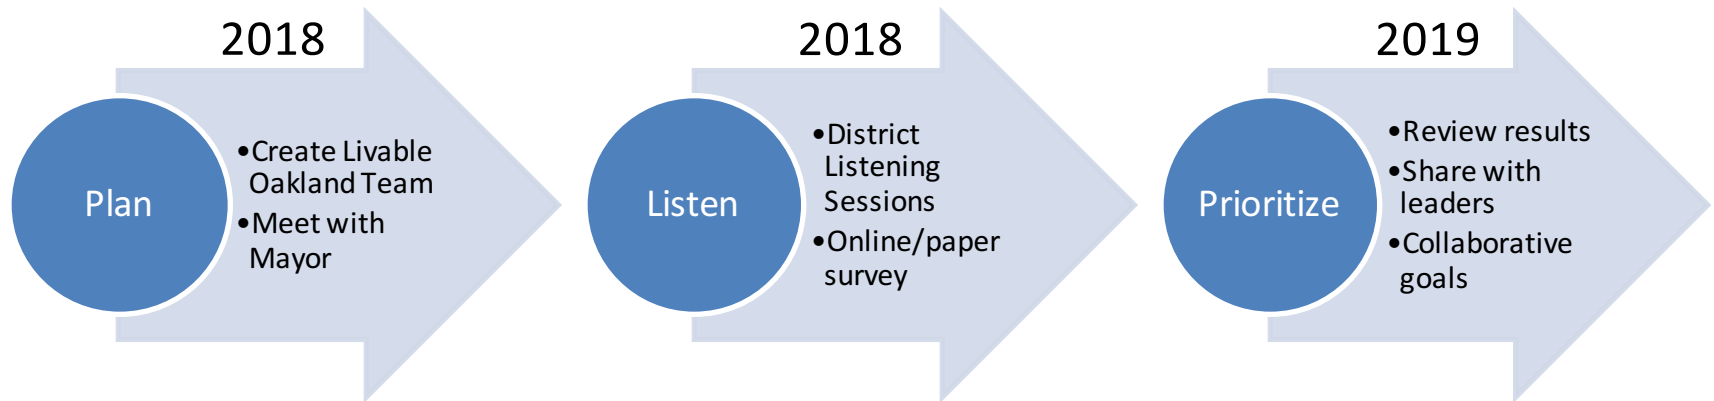 2018
Plan
•Create Livable
Oakland Team
•Meet with
Mayor
2018
Listen
•District
Listening
Sessions
•Online/paper
survey
2019
Prioritize
•Review results
•Share with
leaders
•Collaborative
goals